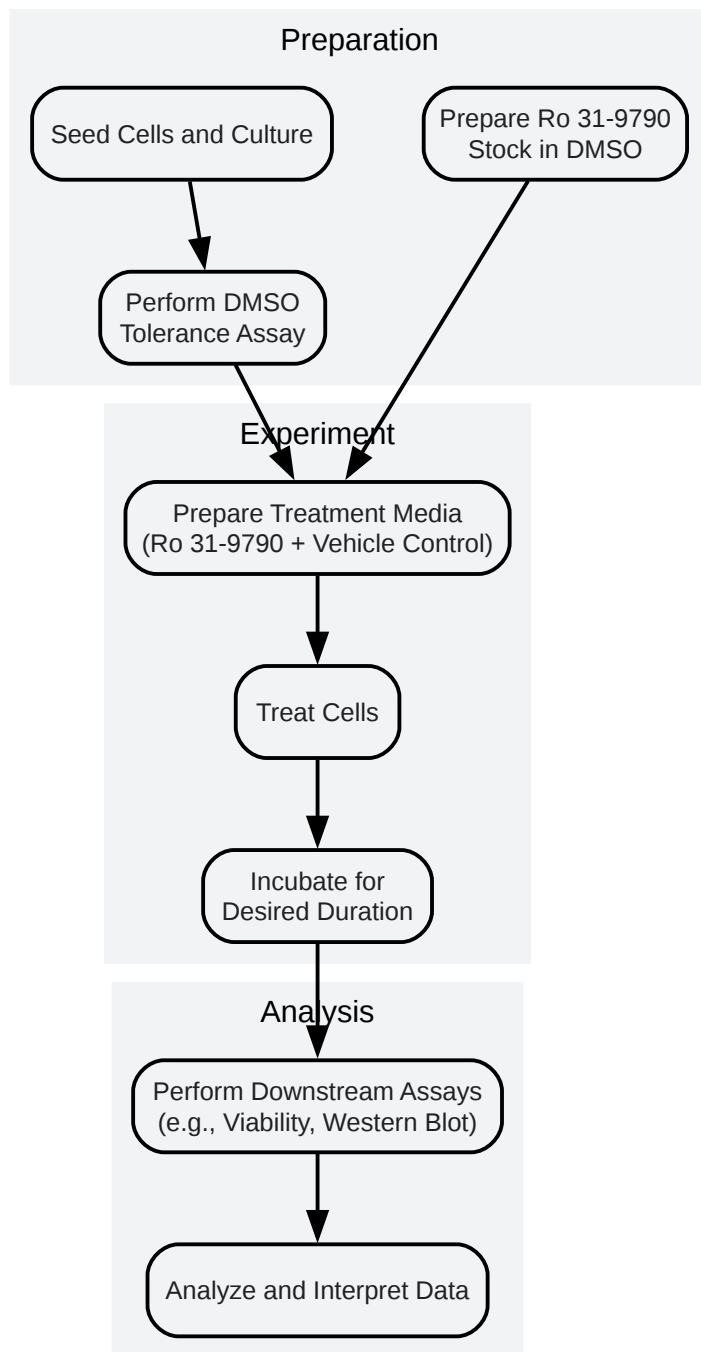 Preparation
Seed Cells and Culture
Prepare Ro 31-9790
Stock in DMSO
Perform DMSO
Tolerance Assay
Experiment
Prepare Treatment Media
(Ro 31-9790 + Vehicle Control)
Treat Cells
Incubate for
Desired Duration
Analysis
Perform Downstream Assays
(e.g., Viability, Western Blot)
Analyze and Interpret Data